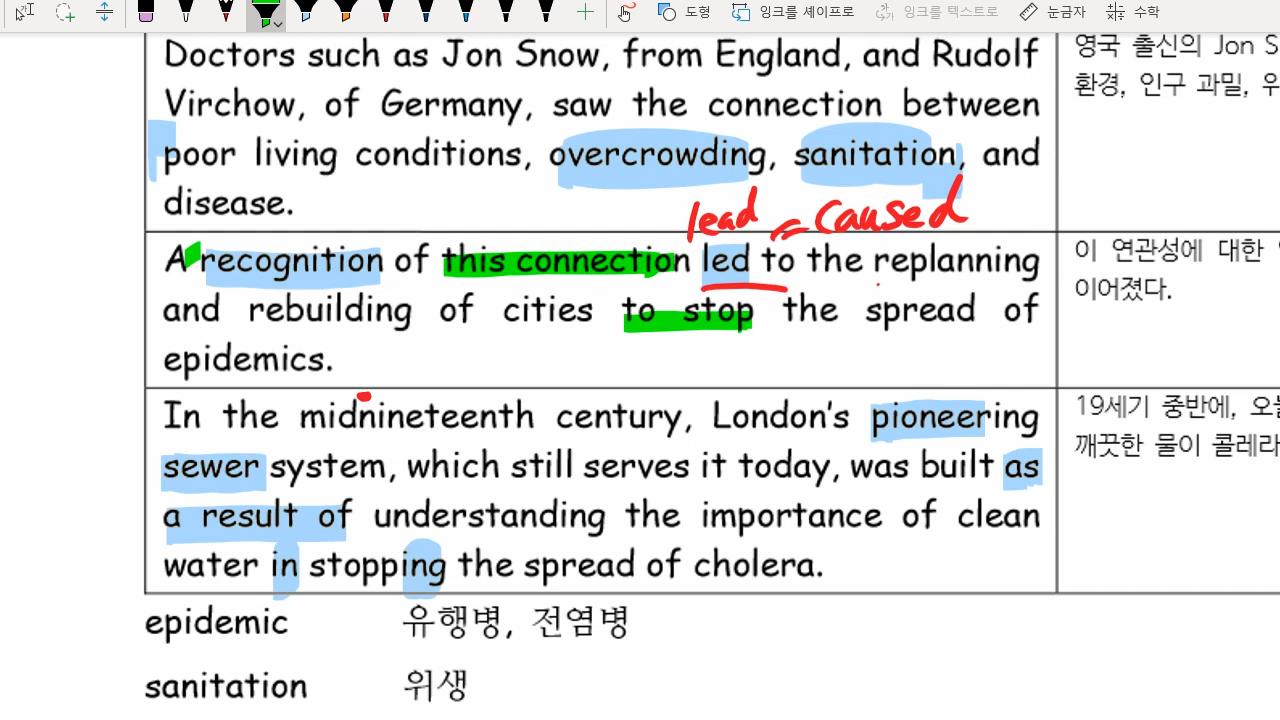 도형 잉크를 셰이프로 잉크를 텍스트로 눈금자 수학
Doctors such as Jon Snow, from England, and Rudolf
Virchow, of Germany, saw the connection between
poor living conditions, overcrowding, sanitation, and
disease.
영국 출신의 Jon S
환경, 인구 과밀, 위
lead = caused
A recognition of this connection led to the replanning
and rebuilding of cities to stop the spread of
epidemics.
이 연관성에 대한
이어졌다.
In the midnineteenth century, London's pioneering
sewer system, which still serves it today, was built as
a result of understanding the importance of clean
water in stopping the spread of cholera.
19세기 중반에, 오늘
깨끗한 물이 콜레라
epidemic 유행병, 전염병
sanitation 위생